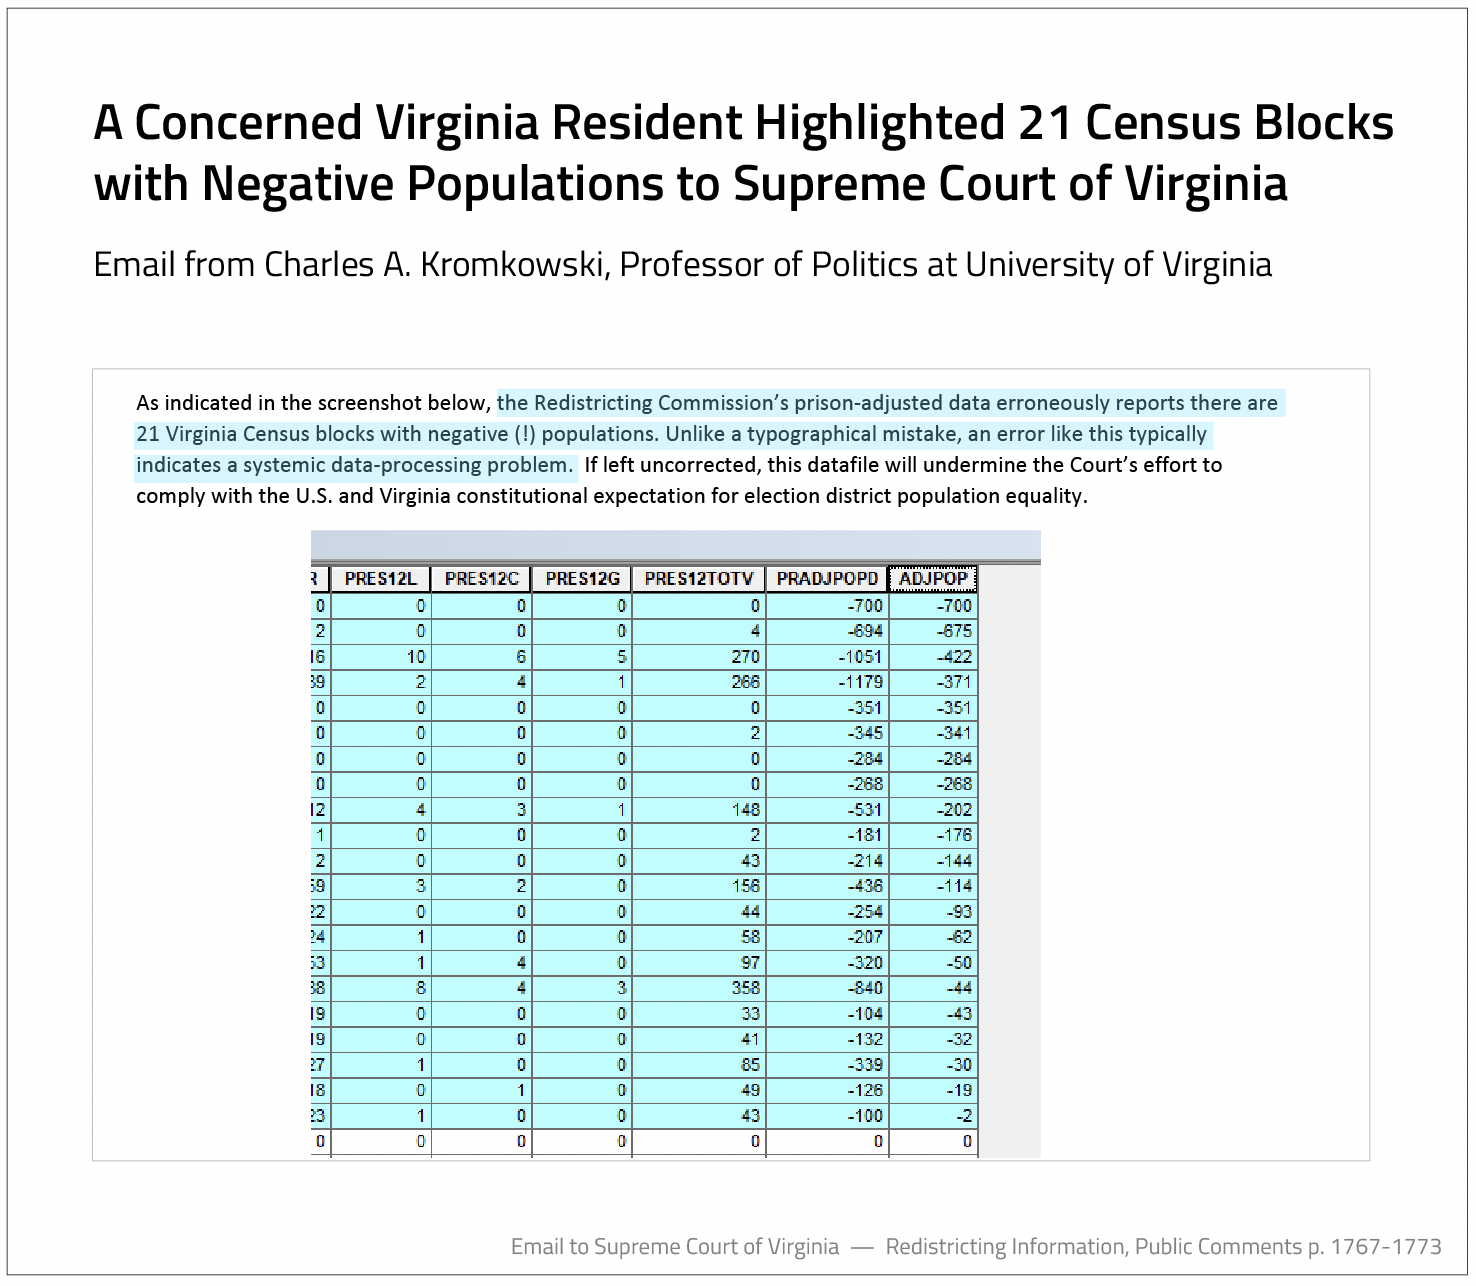 A Concerned Virginia Resident Highlighted 21 Census Blocks
with Negative Populations to Supreme Court of Virginia
Email from Charles A. Kromkowski, Professor of Politics at University of Virginia
As indicated in the screenshot below, the Redistricting Commission's prison-adjusted data erroneously reports there are
21 Virginia Census blocks with negative (!) populations. Unlike a typographical mistake, an error like this typically
indicates a systemic data-processing problem. If left uncorrected, this datafile will undermine the Court's effort to
comply with the U.S. and Virginia constitutional expectation for election district population equality.
R PRES12L PRES12C PRES12G PRES12TOTV PRADJPOPD ADJPOP
0 0 0 0 0 -700 -700
2 0 0 0 4 -694 -675
16 10 6 5 270 -1051 -422
39 2 4 1 266 -1179 -371
0 0 0 0 0 -351 -351
0 0 0 0 2 -345 -341
0 0 0 0 0 -284 -284
0 0 0 0 0 -268 -268
12 4 3 1 148 -531 -202
1 0 0 0 2 -181 -176
2 0 0 0 43 -214 -144
59 3 2 0 156 -436 -114
22 0 0 0 44 -254 -93
24 1 0 0 58 -207 -62
53 1 4 0 97 -320 -50
38 8 4 3 358 -840 -44
19 0 0 0 33 -104 -43
19 0 0 0 41 -132 -32
27 1 0 0 85 -339 -30
18 0 1 0 49 -126 -19
23 1 0 0 43 -100 -2
0 0 0 0 0 0 0
Email to Supreme Court of Virginia — Redistricting Information, Public Comments p. 1767-1773